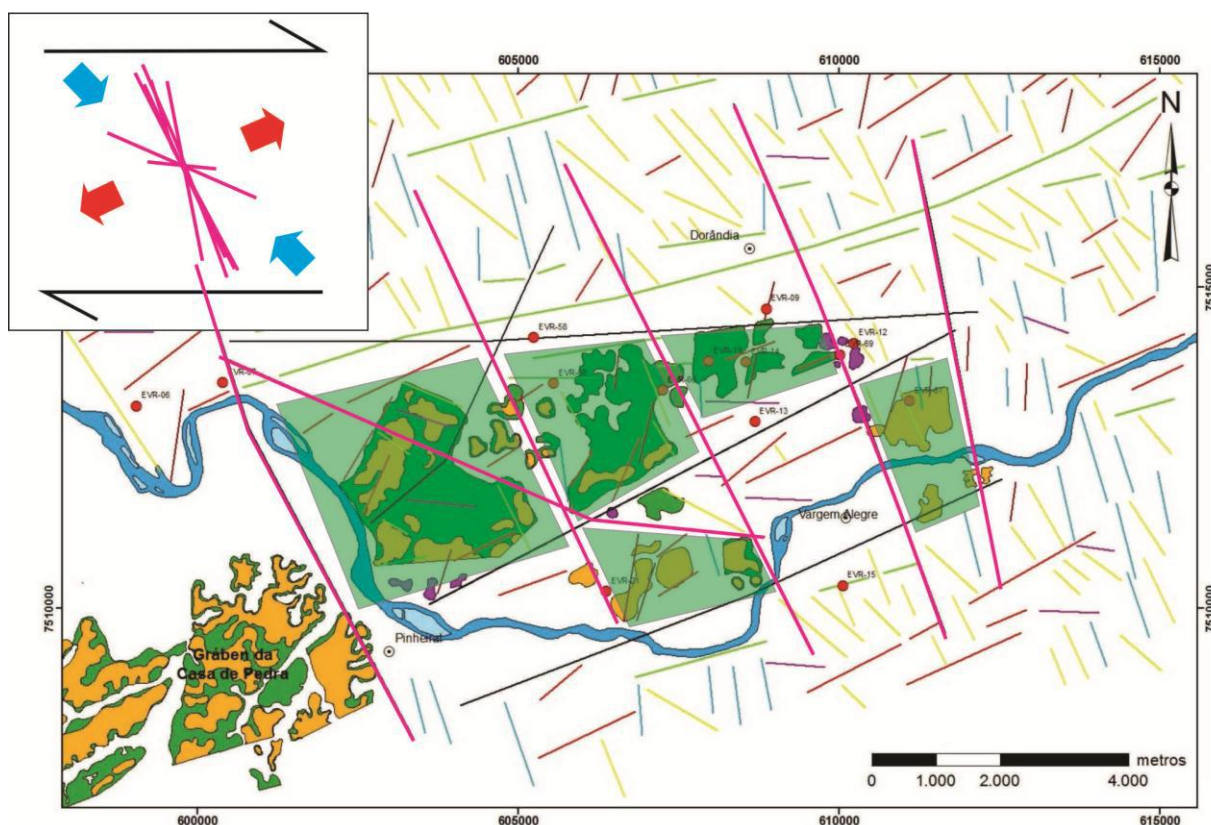 605000
610000
615000
N
Dorândia
7515000
7515000
EVR-09
EVR-58
EVR-12
EVR-06
EVR-13
Vargem Alegre
EVR-15
7510000
7510000
Pinheiral
Gráben da
Casa de Pedra
metros
0
1.000
2.000
4.000
600000
605000
610000
615000